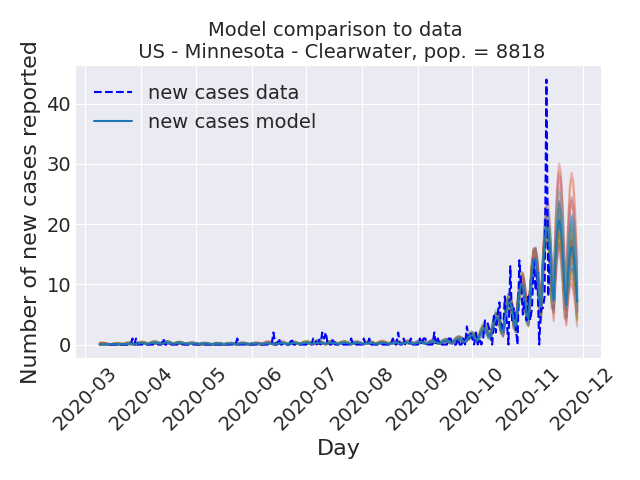 Model comparison to data
US - Minnesota - Clearwater, pop. = 8818
Number of new cases reported
new cases data
new cases model
40
30
20
10
0
2020-03
2020-04
2020-05
2020-06
2020-07
2020-08
2020-09
2020-10
2020-11
2020-12
Day